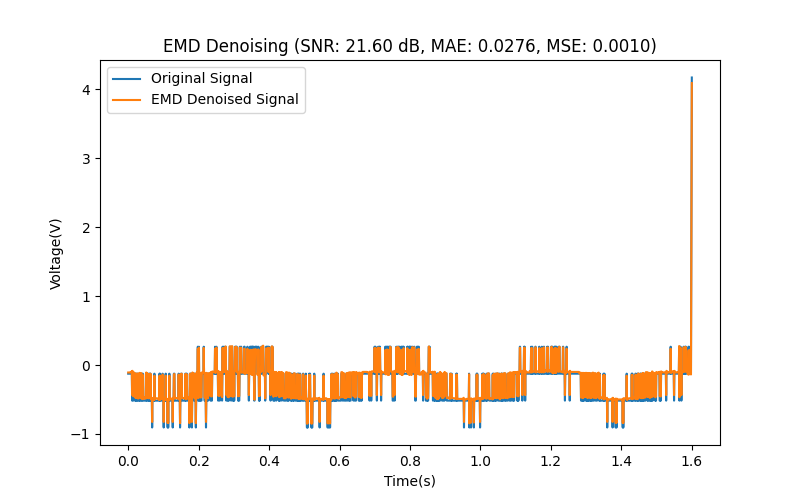 EMD Denoising (SNR: 21.60 dB, MAE: 0.0276, MSE: 0.0010)
Original Signal
EMD Denoised Signal
4
3
2
1
0
−1
Voltage(V)
0.0 0.2 0.4 0.6 0.8 1.0 1.2 1.4 1.6
Time(s)